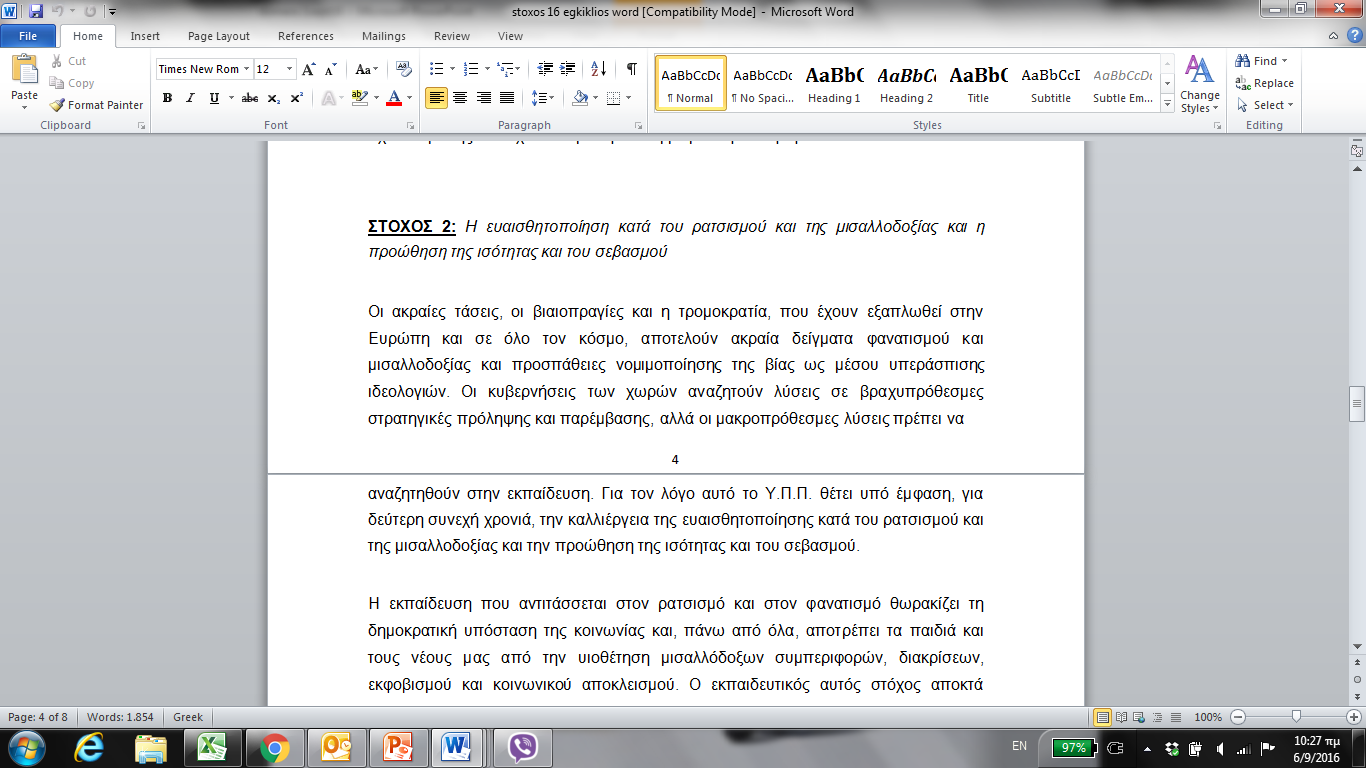 stoxos 16 egkiklios word [Compatibility Mode] - Microsoft Word
File Home Insert Page Layout References Mailings Review View
Paste Cut Copy Format Painter
Times New Rom 12
AaBbCcDc AaBbCcDc AaBbC AaBbCc AaBbC AaBbCcI AaBbCcDc
¶ Normal ¶ No Spaci... Heading 1 Heading 2 Title Subtitle Subtle Em...
Change Styles
Find Replace Select
Clipboard Font Paragraph Styles Editing
ΣΤΟΧΟΣ 2: Η ευαισθητοποίηση κατά του ρατσισμού και της μισαλλοδοξίας και η
προώθηση της ισότητας και του σεβασμού
Οι ακραίες τάσεις, οι βιαιοπραγίες και η τρομοκρατία, που έχουν εξαπλωθεί στην
Ευρώπη και σε όλο τον κόσμο, αποτελούν ακραία δείγματα φανατισμού και
μισαλλοδοξίας και προσπάθειες νομιμοποίησης της βίας ως μέσου υπεράσπισης
ιδεολογιών. Οι κυβερνήσεις των χωρών αναζητούν λύσεις σε βραχυπρόθεσμες
στρατηγικές πρόληψης και παρέμβασης, αλλά οι μακροπρόθεσμες λύσεις πρέπει να
4
αναζητηθούν στην εκπαίδευση. Για τον λόγο αυτό το Υ.Π.Π. θέτει υπό έμφαση, για
δεύτερη συνεχή χρονιά, την καλλιέργεια της ευαισθητοποίησης κατά του ρατσισμού και
της μισαλλοδοξίας και την προώθηση της ισότητας και του σεβασμού.
Η εκπαίδευση που αντιτάσσεται στον ρατσισμό και στον φανατισμό θωρακίζει τη
δημοκρατική υπόσταση της κοινωνίας και, πάνω από όλα, αποτρέπει τα παιδιά και
τους νέους μας από την υιοθέτηση μισαλλόδοξων συμπεριφορών, διακρίσεων,
εκφοβισμού και κοινωνικού αποκλεισμού. Ο εκπαιδευτικός αυτός στόχος αποκτά
Page: 4 of 8 Words: 1.854 Greek 100%
EN 97% 10:27 πμ
6/9/2016